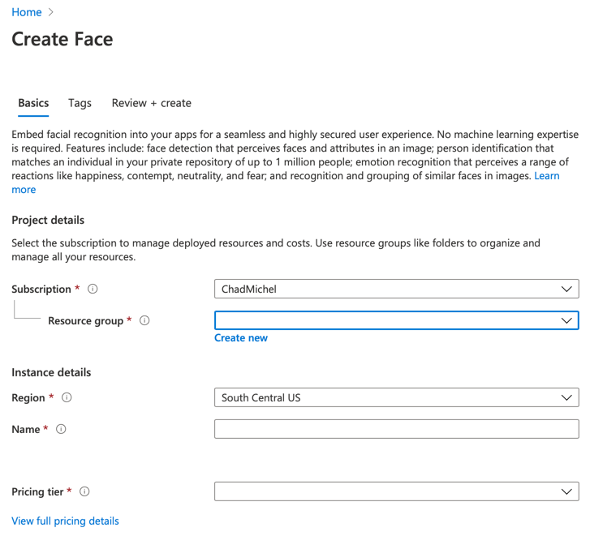 Home >
Create Face
Basics Tags Review + create
Embed facial recognition into your apps for a seamless and highly secured user experience. No machine learning expertise
is required. Features include: face detection that perceives faces and attributes in an image; person identification that
matches an individual in your private repository of up to 1 million people; emotion recognition that perceives a range of
reactions like happiness, contempt, neutrality, and fear; and recognition and grouping of similar faces in images. Learn
more
Project details
Select the subscription to manage deployed resources and costs. Use resource groups like folders to organize and
manage all your resources.
Subscription * ChadMichel
Resource group *
Create new
Instance details
Region * South Central US
Name *
Pricing tier *
View full pricing details